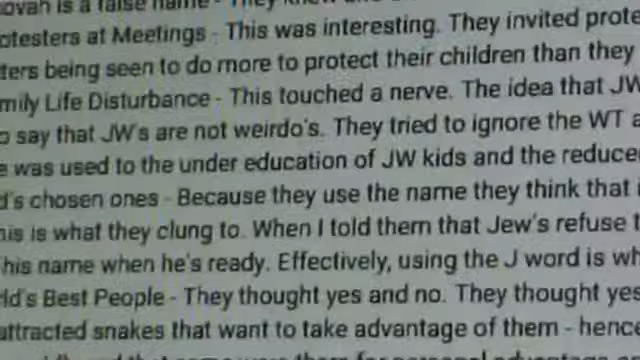 ovah is a false name - They
otesters at Meetings - This was interesting. They invited prote
ters being seen to do more to protect their children than they
mily Life Disturbance - This touched a nerve. The idea that JW
o say that JW's are not weirdo's. They tried to ignore the WT a
e was used to the under education of JW kids and the reduce
d's chosen ones - Because they use the name they think that i
his is what they clung to. When I told them that Jew's refuse t
his name when he's ready. Effectively, using the J word is wh
ld's Best People - They thought yes and no. They thought yes
attracted snakes that want to take advantage of them - hence